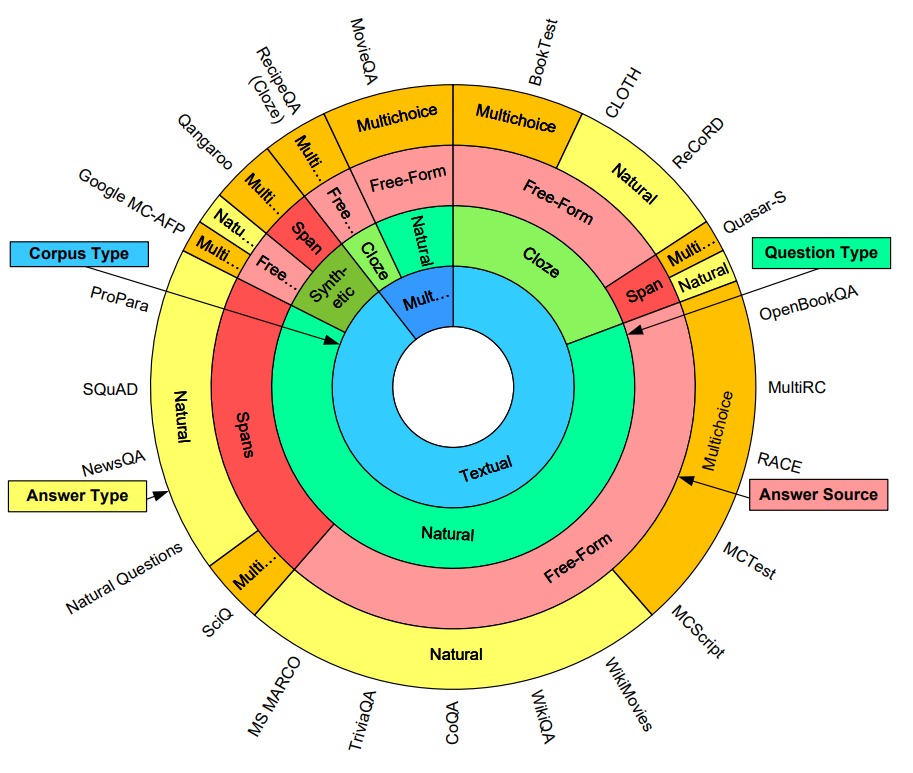 MovieQA
BookTest
RecipeQA
(Cloze)
CLOTH
Qangaroo
ReCoRD
Google MC-AFP
Quasar-S
Multichoice
Multichoice
Multi...
Natural
Multi...
Free-Form
Free-Form
Free...
Natu...
Span
Multi...
Multi...
Free...
Cloze
Natural
Cloze
Span
Natural
Corpus Type
Question Type
Synth-
etic
Mult...
ProPara
OpenBookQA
SQuAD
Natural
Spans
MultiRC
Multichoice
NewsQA
Textual
RACE
Answer Type
Answer Source
Natural
Natural Questions
Multi...
Free-Form
MCTest
SciQ
MCScript
Natural
MS MARCO
TriviaQA
CoQA
WikiQA
WikiMovies